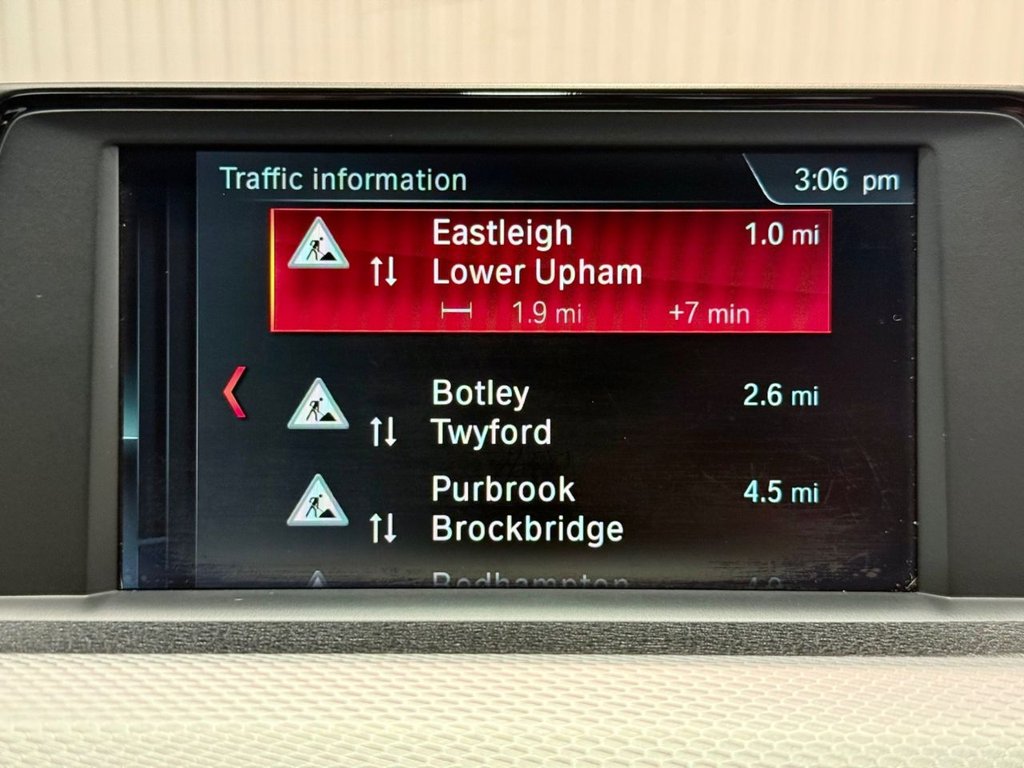 Traffic information 3:06 pm
Eastleigh 1.0 mi
Lower Upham
1.9 mi +7 min
Botley 2.6 mi
Twyford
Purbrook 4.5 mi
Brockbridge